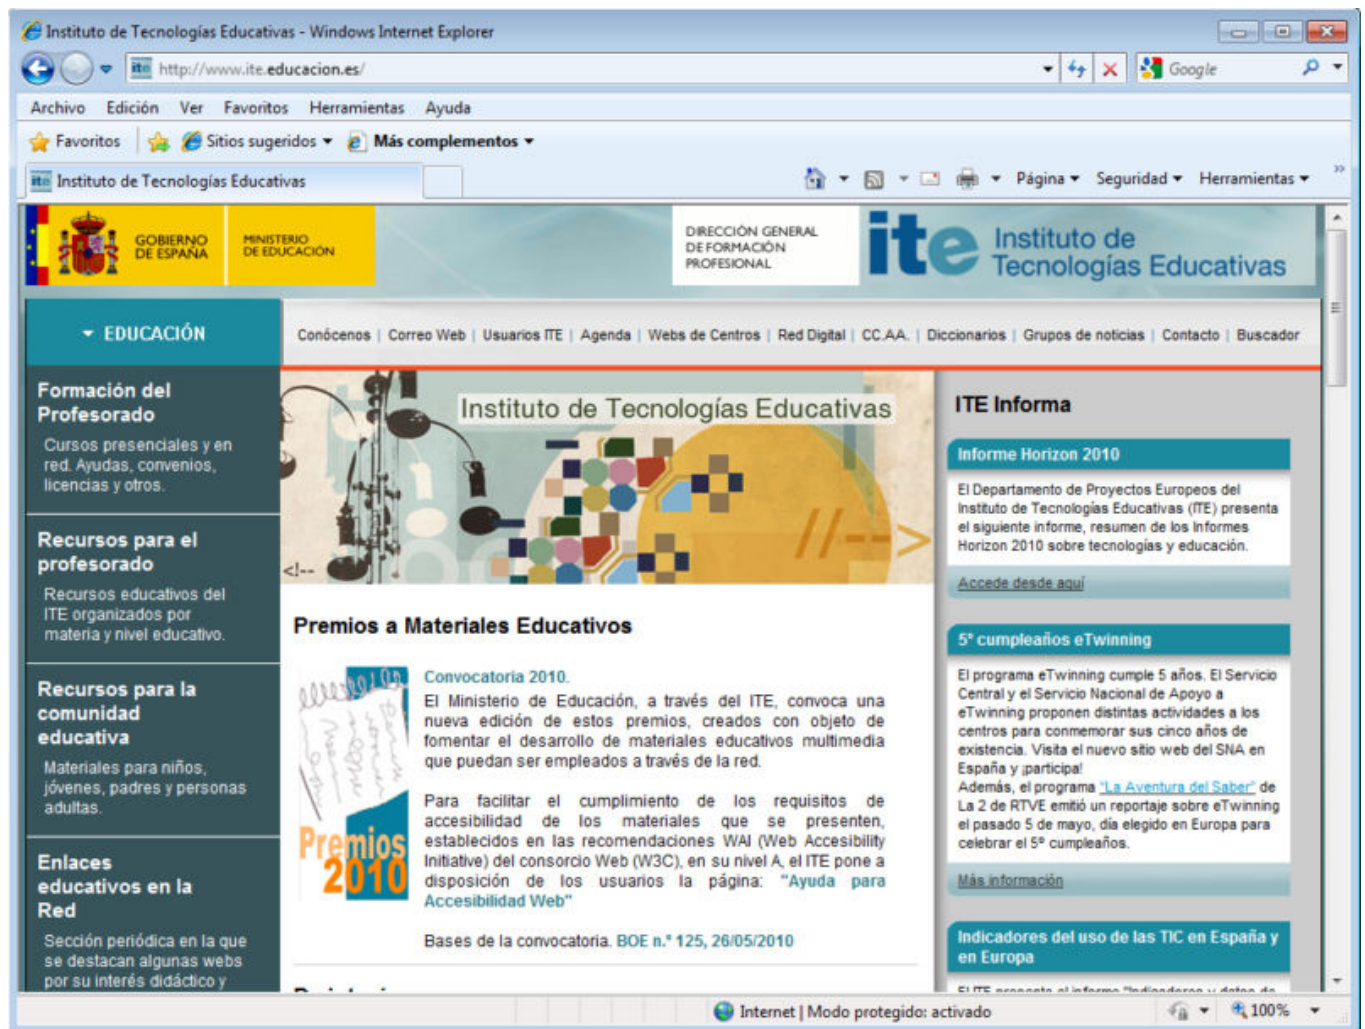 Instituto de Tecnologías Educativas - Windows Internet Explorer
http://www.ite.educacion.es/
Google
Archivo Edición Ver Favoritos Herramientas Ayuda
Favoritos Sitios sugeridos Más complementos
Instituto de Tecnologías Educativas
Página Seguridad Herramientas
GOBIERNO
DE ESPAÑA
MINISTERIO
DE EDUCACIÓN
DIRECCIÓN GENERAL
DE FORMACIÓN
PROFESIONAL
ite
Instituto de
Tecnologías Educativas
EDUCACIÓN
Conócenos | Correo Web | Usuarios ITE | Agenda | Webs de Centros | Red Digital | CC.AA. | Diccionarios | Grupos de noticias | Contacto | Buscador
Formación del
Profesorado
Cursos presenciales y en
red. Ayudas, convenios,
licencias y otros.
Recursos para el
profesorado
Recursos educativos del
ITE organizados por
materia y nivel educativo.
Recursos para la
comunidad
educativa
Materiales para niños,
jóvenes, padres y personas
adultas.
Enlaces
educativos en la
Red
Sección periódica en la que
se destacan algunas webs
por su interés didáctico y
Instituto de Tecnologías Educativas
<!--
//-->
Premios a Materiales Educativos
Premios
2010
Convocatoria 2010.
El Ministerio de Educación, a través del ITE, convoca una
nueva edición de estos premios, creados con objeto de
fomentar el desarrollo de materiales educativos multimedia
que puedan ser empleados a través de la red.
Para facilitar el cumplimiento de los requisitos de
accesibilidad de los materiales que se presenten,
establecidos en las recomendaciones WAI (Web Accesibility
Initiative) del consorcio Web (W3C), en su nivel A, el ITE pone a
disposición de los usuarios la página: "Ayuda para
Accesibilidad Web"
Bases de la convocatoria. BOE n.º 125, 26/05/2010
ITE Informa
Informe Horizon 2010
El Departamento de Proyectos Europeos del
Instituto de Tecnologías Educativas (ITE) presenta
el siguiente informe, resumen de los Informes
Horizon 2010 sobre tecnologías y educación.
Accede desde aquí
5º cumpleaños eTwinning
El programa eTwinning cumple 5 años. El Servicio
Central y el Servicio Nacional de Apoyo a
eTwinning proponen distintas actividades a los
centros para conmemorar sus cinco años de
existencia. Visita el nuevo sitio web del SNA en
España y ¡participa!
Además, el programa "La Aventura del Saber" de
La 2 de RTVE emitió un reportaje sobre eTwinning
el pasado 5 de mayo, día elegido en Europa para
celebrar el 5º cumpleaños.
Más información
Indicadores del uso de las TIC en España y
en Europa
Internet | Modo protegido: activado
100%